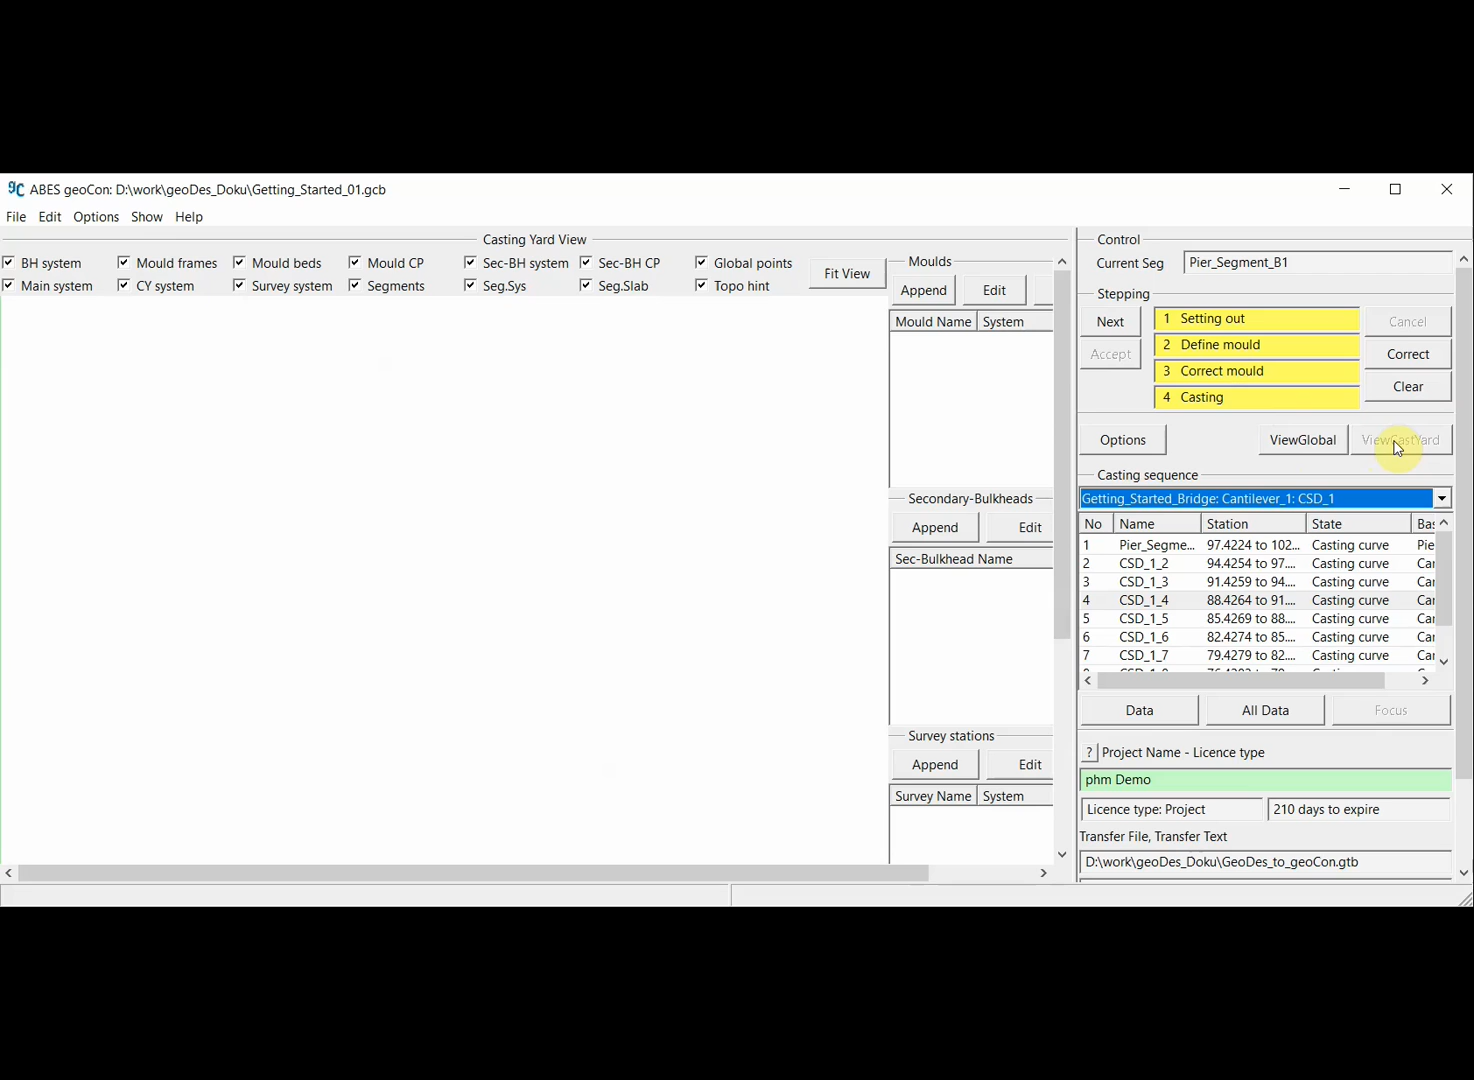 ABES geoCon: D:\work\geoDes_Doku\Getting_Started_01.gcb
File Edit Options Show Help
Casting Yard View
BH system Mould frames Mould beds Mould CP Sec-BH system Sec-BH CP Global points
Main system CY system Survey system Segments Seg.Sys Seg.Slab Topo hint
Fit View
Moulds
Append Edit
Mould Name System
Secondary-Bulkheads
Append Edit
Sec-Bulkhead Name
Survey stations
Append Edit
Survey Name System
Control
Current Seg Pier_Segment_B1
Stepping
Next 1 Setting out Cancel
2 Define mould
Accept 3 Correct mould Correct
4 Casting Clear
Options ViewGlobal ViewCastYard
Casting sequence
Getting_Started_Bridge: Cantilever_1: CSD_1
No Name Station State Bas
1 Pier_Segme... 97.4224 to 102... Casting curve Pie
2 CSD_1_2 94.4254 to 97.... Casting curve Car
3 CSD_1_3 91.4259 to 94.... Casting curve Car
4 CSD_1_4 88.4264 to 91.... Casting curve Car
5 CSD_1_5 85.4269 to 88.... Casting curve Car
6 CSD_1_6 82.4274 to 85.... Casting curve Car
7 CSD_1_7 79.4279 to 82.... Casting curve Car
Data All Data Focus
? Project Name - Licence type
phm Demo
Licence type: Project 210 days to expire
Transfer File, Transfer Text
D:\work\geoDes_Doku\GeoDes_to_geoCon.gtb